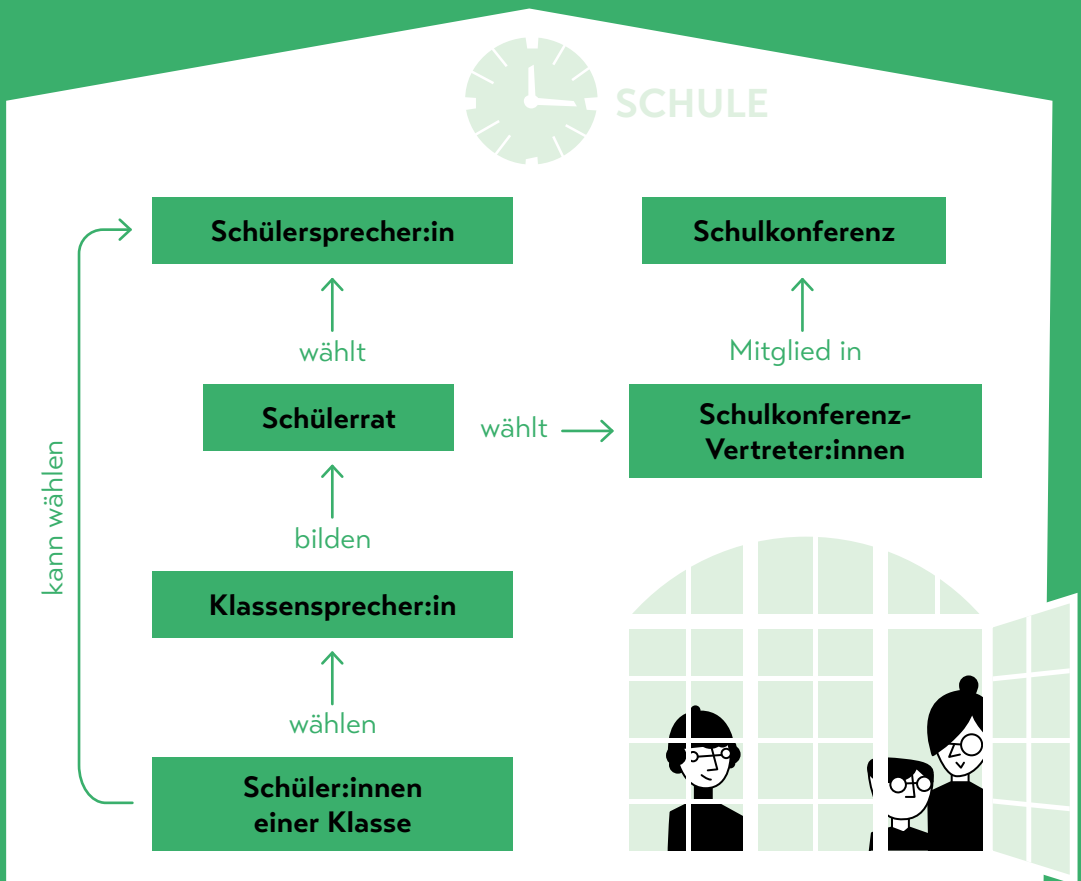 SCHULE
Schülersprecher:in
Schulkonferenz
wählt
Mitglied in
Schülerrat
wählt
Schulkonferenz-
Vertreter:innen
kann wählen
bilden
Klassensprecher:in
wählen
Schüler:innen
einer Klasse